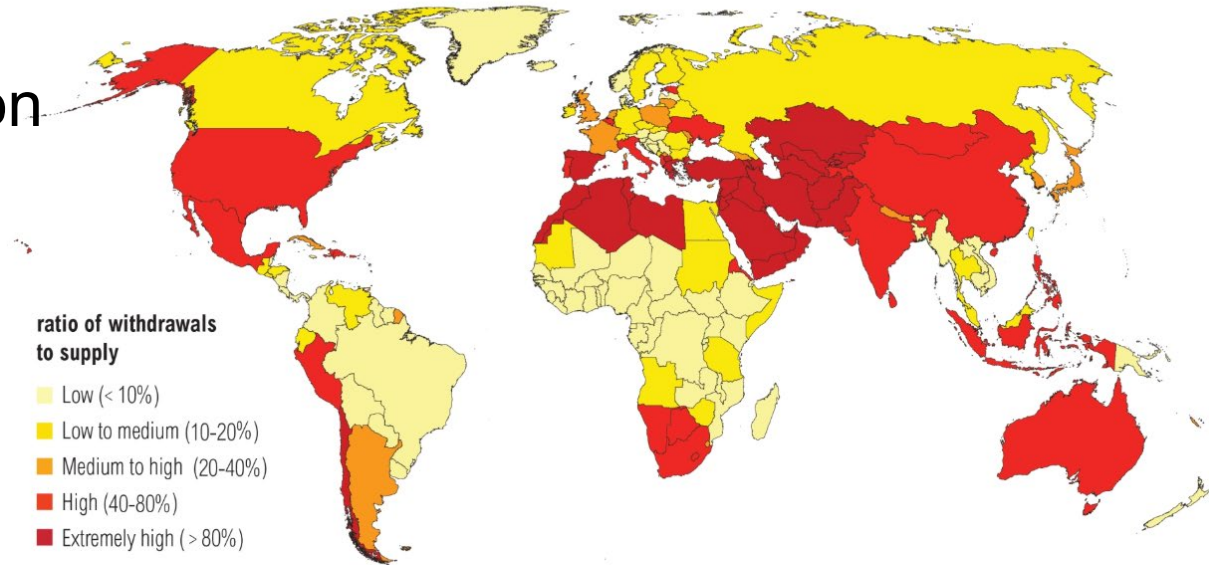 on
ratio of withdrawals
to supply
Low (< 10%)
Low to medium (10-20%)
Medium to high (20-40%)
High (40-80%)
Extremely high (> 80%)